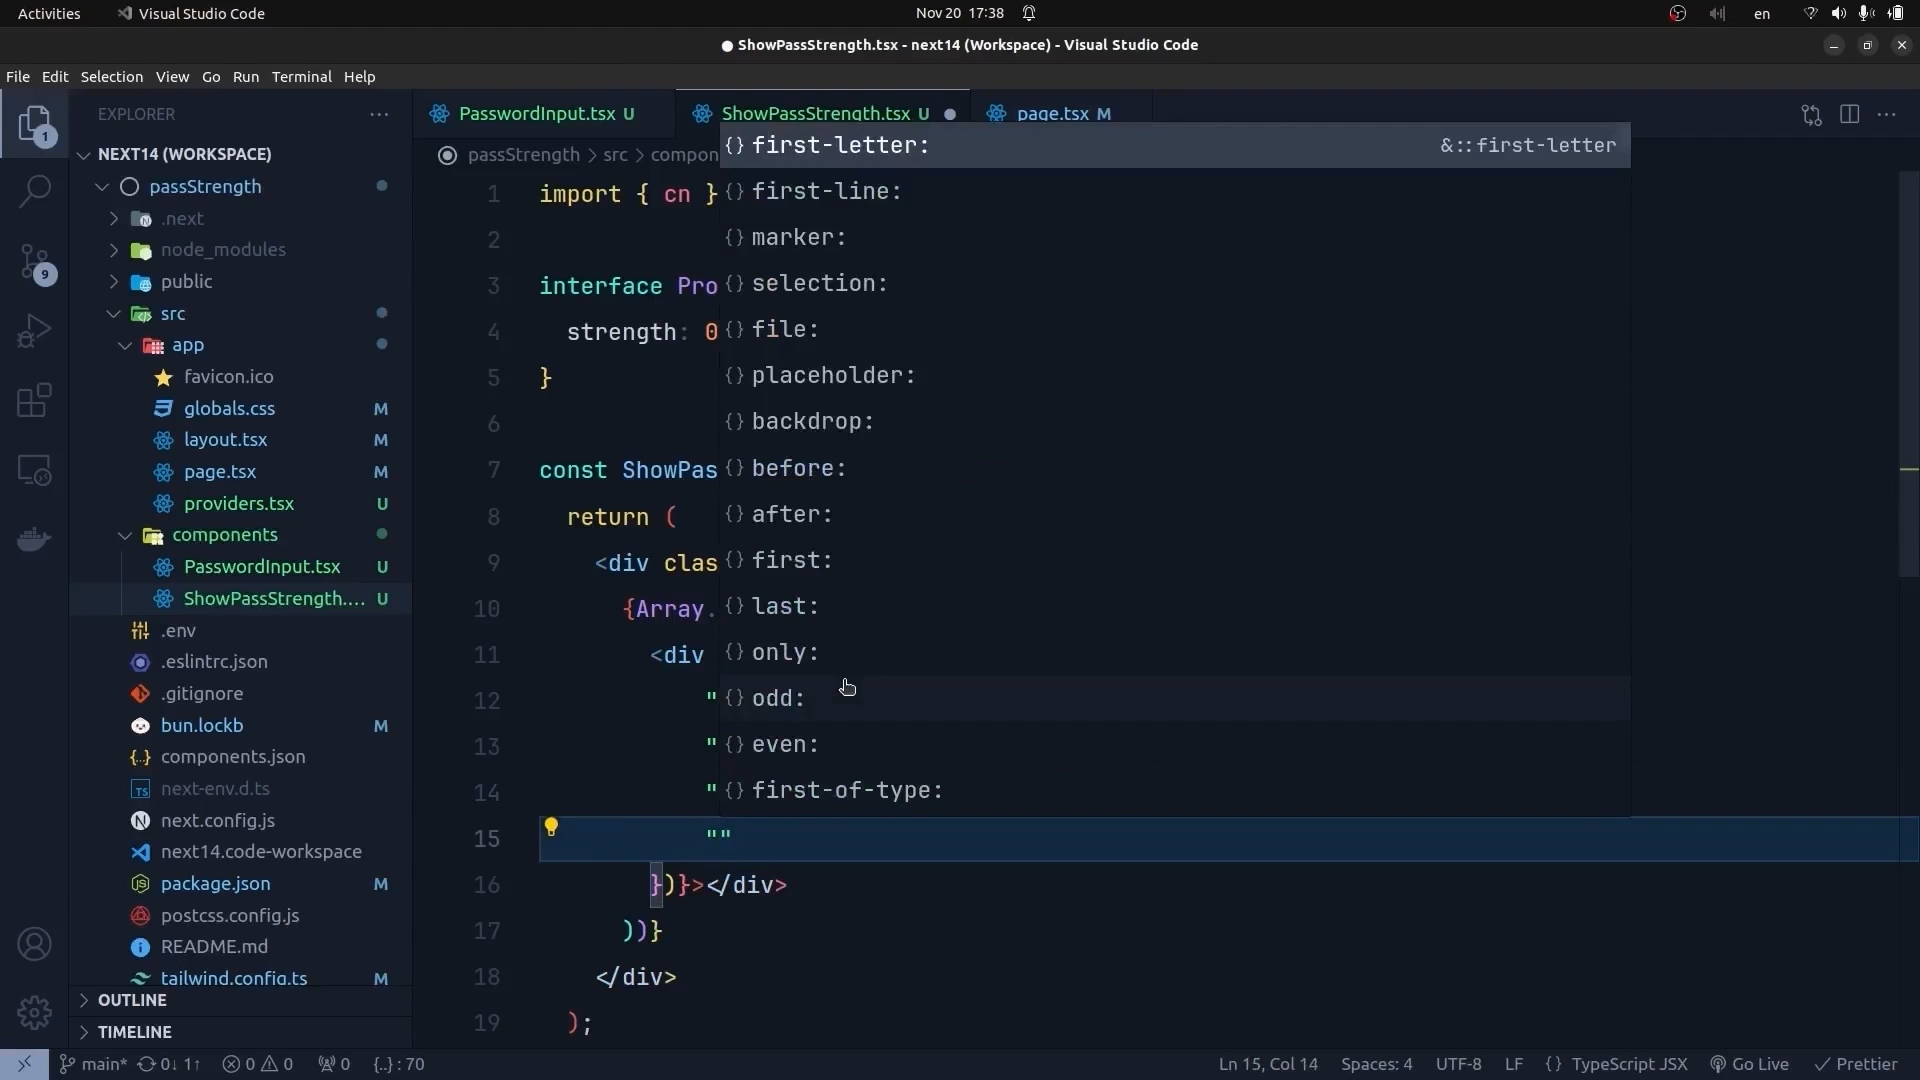 Activities
Visual Studio Code
Nov 20 17:38
en
ShowPassStrength.tsx - next14 (Workspace) - Visual Studio Code
File Edit Selection View Go Run Terminal Help
1
9
EXPLORER
NEXT14 (WORKSPACE)
passStrength
.next
node_modules
public
src
app
favicon.ico
globals.css M
layout.tsx M
page.tsx M
providers.tsx U
components
PasswordInput.tsx U
ShowPassStrength.... U
.env
.eslintrc.json
.gitignore
bun.lockb M
components.json
next-env.d.ts
next.config.js
next14.code-workspace
package.json M
postcss.config.js
README.md
tailwind.config.ts M
OUTLINE
TIMELINE
PasswordInput.tsx U
ShowPassStrength.tsx U
page.tsx M
passStrength > src > compon
1 import { cn }
2
3 interface Pro
4 strength: 0
5 }
6
7 const ShowPas
8 return (
9 <div clas
10 {Array.
11 <div
12 "
13 "
14 "
15 ""
16 })}></div>
17 ))}
18 </div>
19 );
{} first-letter: &::first-letter
{} first-line:
{} marker:
{} selection:
{} file:
{} placeholder:
{} backdrop:
{} before:
{} after:
{} first:
{} last:
{} only:
{} odd:
{} even:
{} first-of-type:
main* 0↓ 1↑ 0 0 0 {..} : 70
Ln 15, Col 14 Spaces: 4 UTF-8 LF {} TypeScript JSX Go Live Prettier